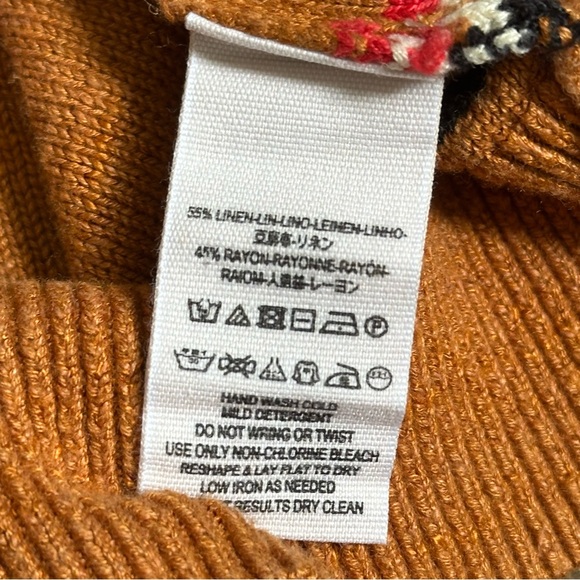 55% LINEN-LIN-LINO-LEINEN-LINHO-
亚麻布-リネン
45% RAYON-RAYONNE-RAYÓN-
RAIOM-人造絲-レーヨン
HAND WASH COLD
MILD DETERGENT
DO NOT WRING OR TWIST
USE ONLY NON-CHLORINE BLEACH
RESHAPE & LAY FLAT TO DRY
LOW IRON AS NEEDED
RESULTS DRY CLEAN